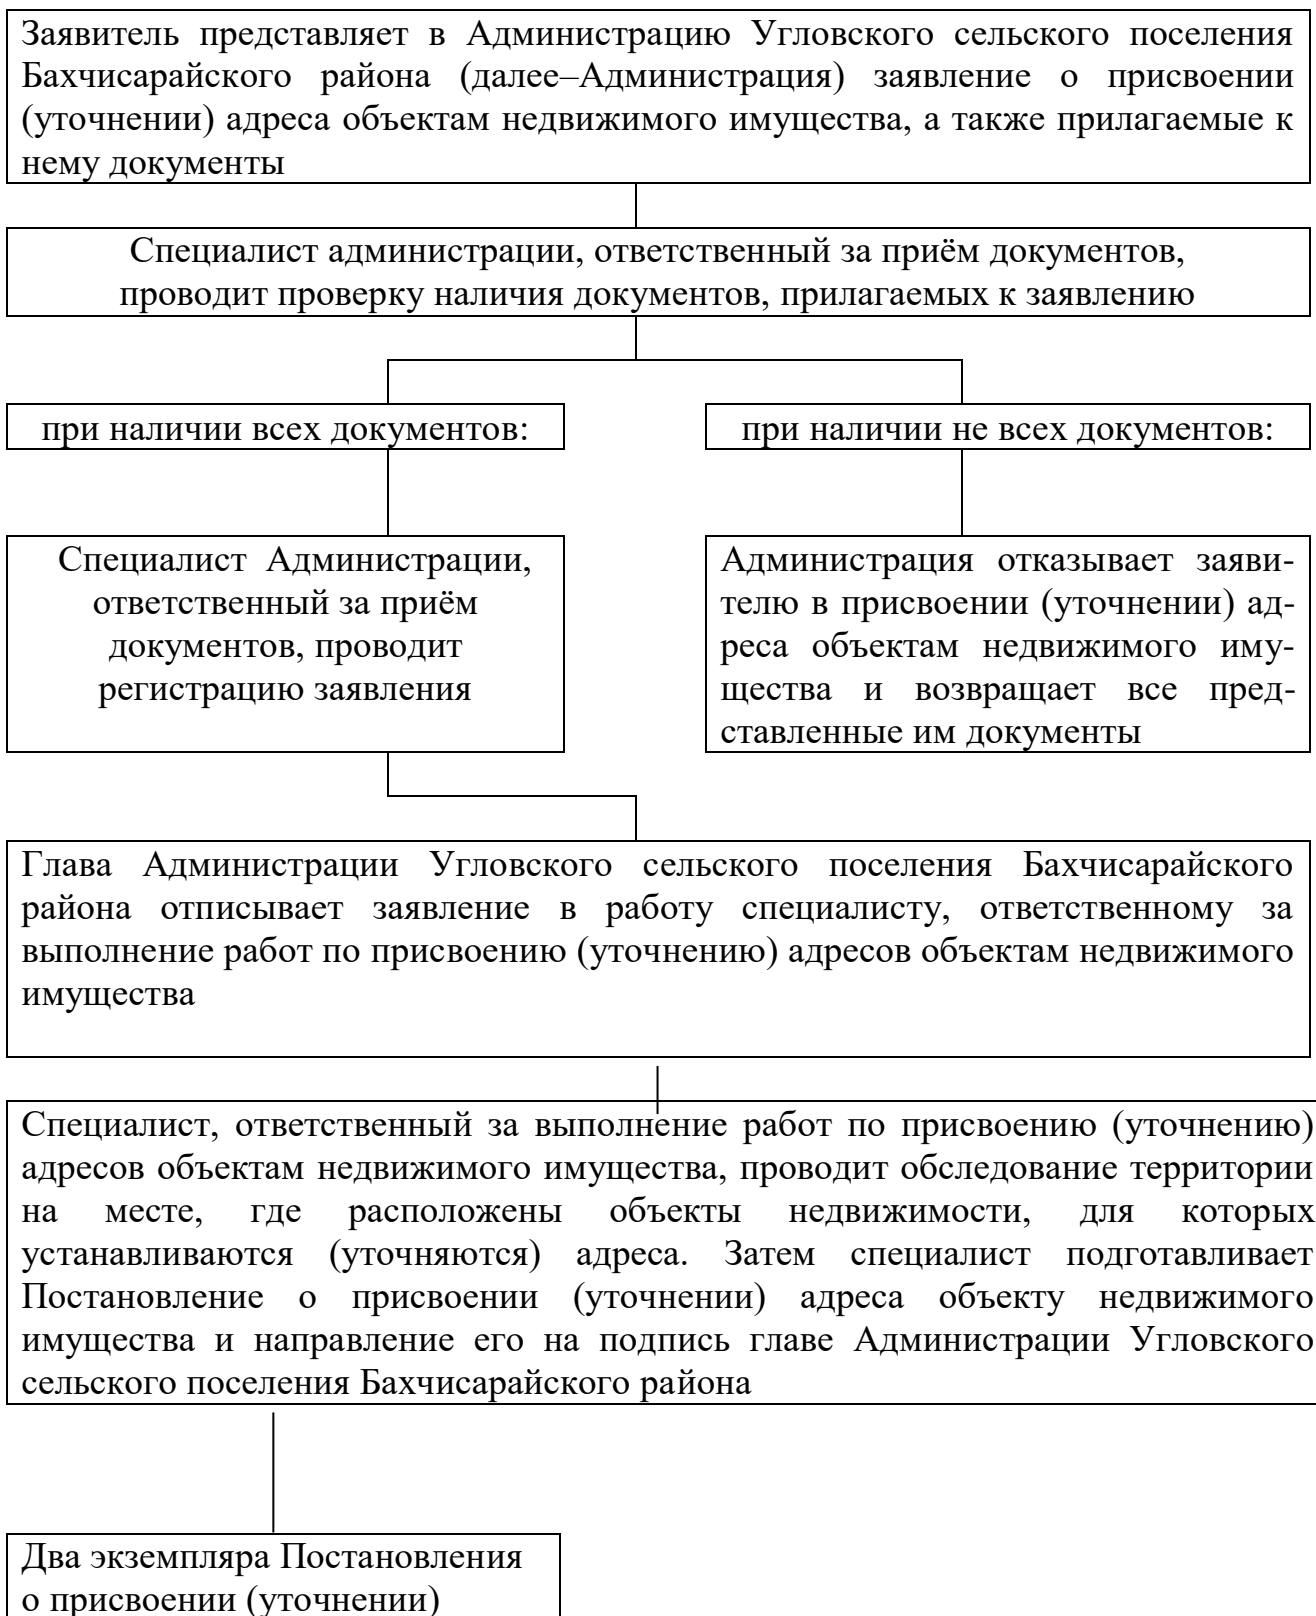 Заявитель представляет в Администрацию Угловского сельского поселения
Бахчисарайского района (далее–Администрация) заявление о присвоении
(уточнении) адреса объектам недвижимого имущества, а также прилагаемые к
нему документы
Специалист администрации, ответственный за приём документов,
проводит проверку наличия документов, прилагаемых к заявлению
при наличии всех документов:
при наличии не всех документов:
Специалист Администрации,
ответственный за приём
документов, проводит
регистрацию заявления
Администрация отказывает заяви-
телю в присвоении (уточнении) ад-
реса объектам недвижимого иму-
щества и возвращает все пред-
ставленные им документы
Глава Администрации Угловского сельского поселения Бахчисарайского
района отписывает заявление в работу специалисту, ответственному за
выполнение работ по присвоению (уточнению) адресов объектам недвижимого
имущества
Специалист, ответственный за выполнение работ по присвоению (уточнению)
адресов объектам недвижимого имущества, проводит обследование территории
на месте, где расположены объекты недвижимости, для которых
устанавливаются (уточняются) адреса. Затем специалист подготавливает
Постановление о присвоении (уточнении) адреса объекту недвижимого
имущества и направление его на подпись главе Администрации Угловского
сельского поселения Бахчисарайского района
Два экземпляра Постановления
о присвоении (уточнении)